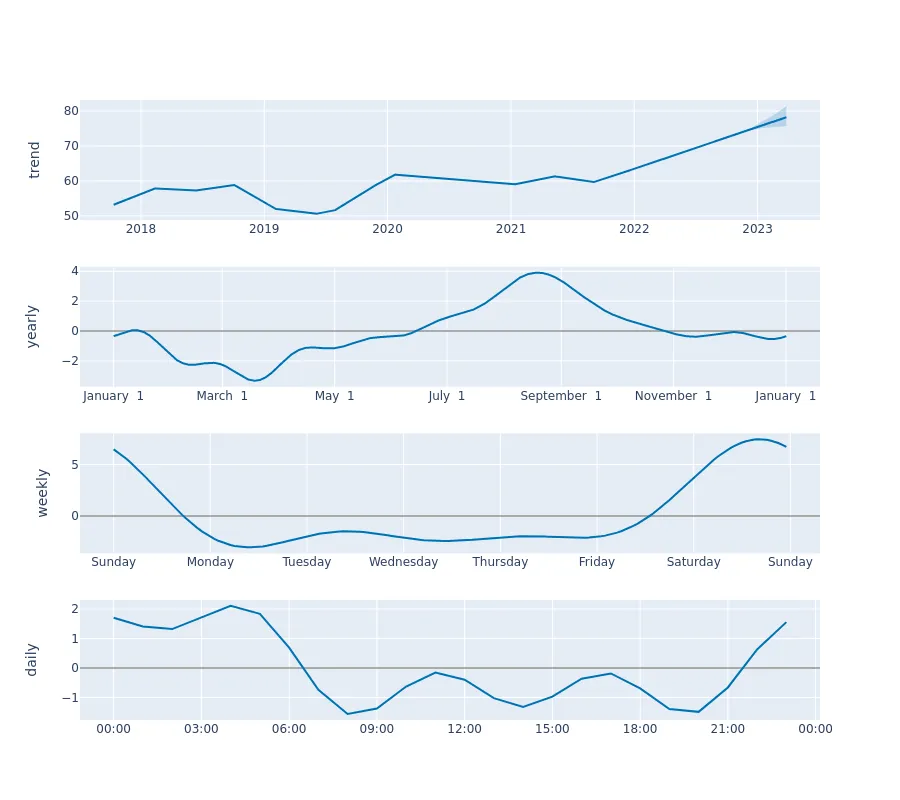 trend
80
70
60
50
2018 2019 2020 2021 2022 2023
yearly
4
2
0
−2
January 1 March 1 May 1 July 1 September 1 November 1 January 1
weekly
5
0
Sunday Monday Tuesday Wednesday Thursday Friday Saturday Sunday
daily
2
1
0
−1
00:00 03:00 06:00 09:00 12:00 15:00 18:00 21:00 00:00